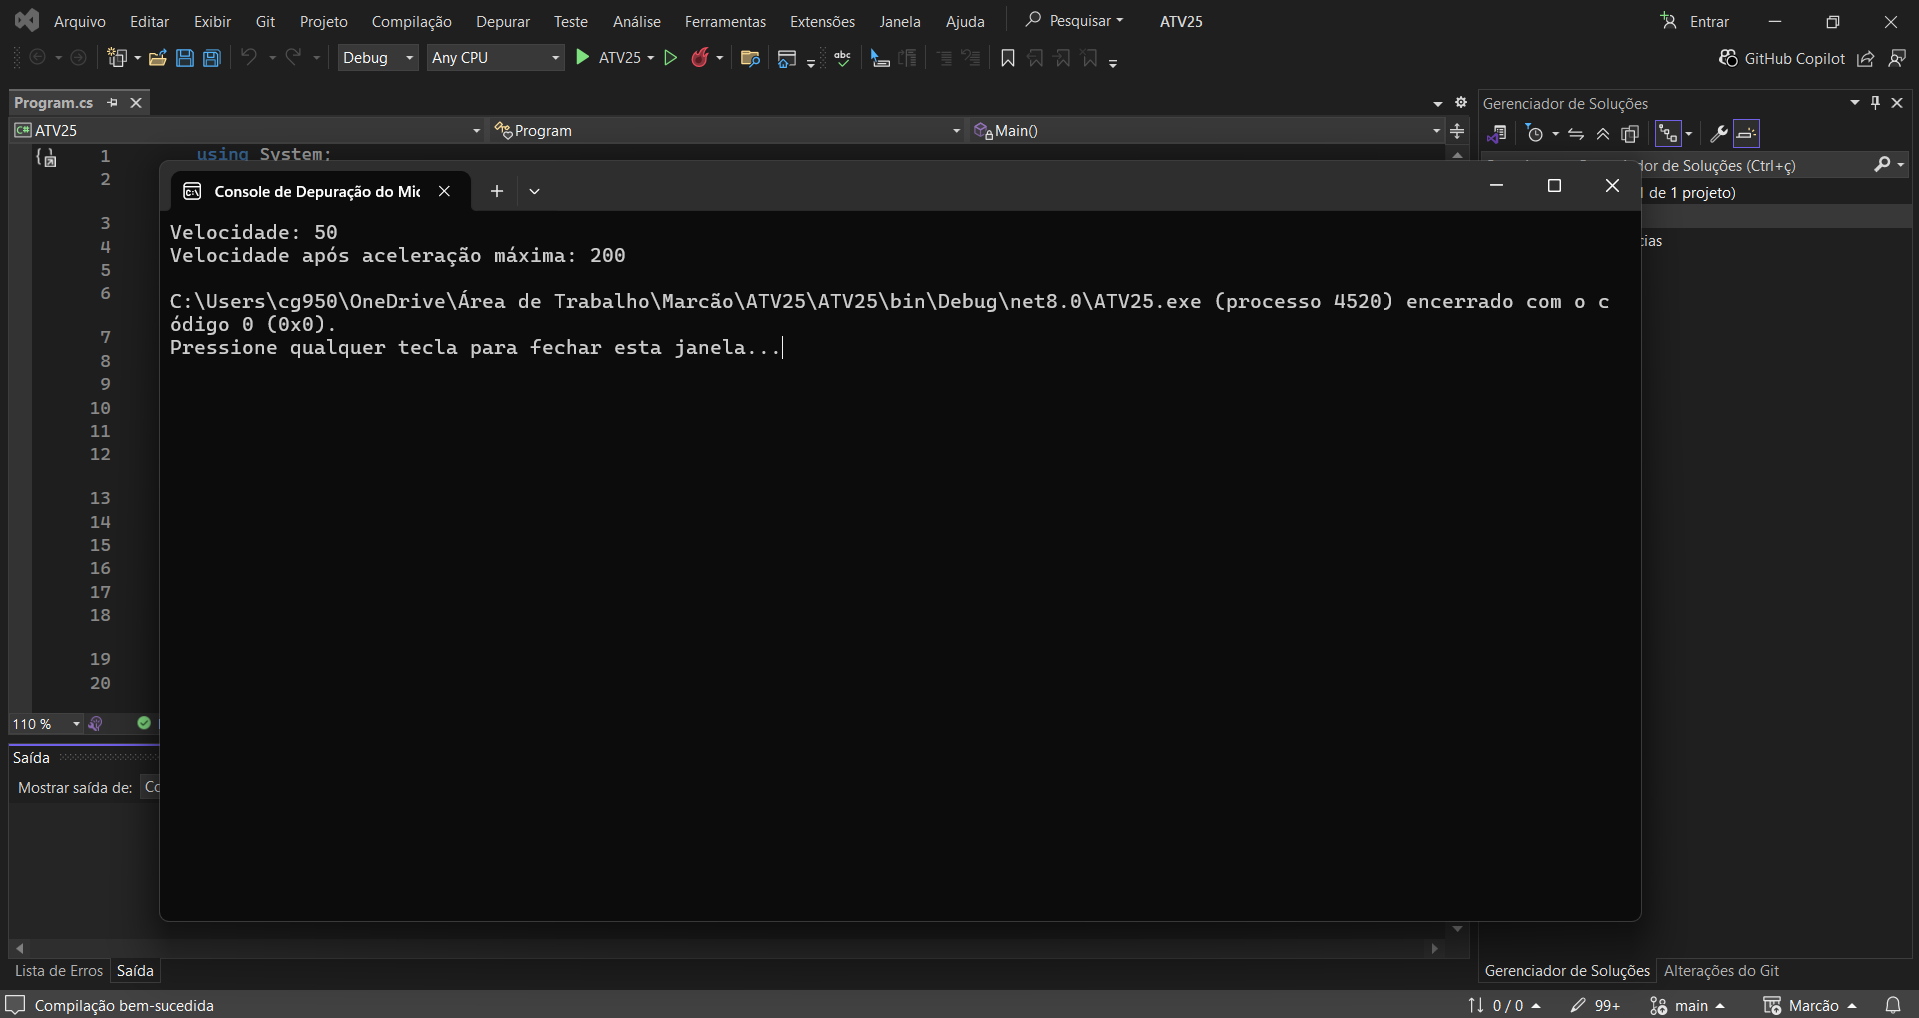 Arquivo Editar Exibir Git Projeto Compilação Depurar Teste Análise Ferramentas Extensões Janela Ajuda Pesquisar ATV25 Entrar
Debug Any CPU ATV25 abc GitHub Copilot
Program.cs
Gerenciador de Soluções
C# ATV25 Program Main()
1 using System;
dor de Soluções (Ctrl+ç)
2
de 1 projeto)
Console de Depuração do Mic
3
Velocidade: 50
4
cias
Velocidade após aceleração máxima: 200
5
6
C:\Users\cg950\OneDrive\Área de Trabalho\Marcão\ATV25\ATV25\bin\Debug\net8.0\ATV25.exe (processo 4520) encerrado com o c
ódigo 0 (0x0).
7
Pressione qualquer tecla para fechar esta janela...
8
9
10
11
12
13
14
15
16
17
18
19
20
110 %
Saída
Mostrar saída de: Co
Lista de Erros Saída
Gerenciador de Soluções Alterações do Git
Compilação bem-sucedida 0 / 0 99+ main Marcão